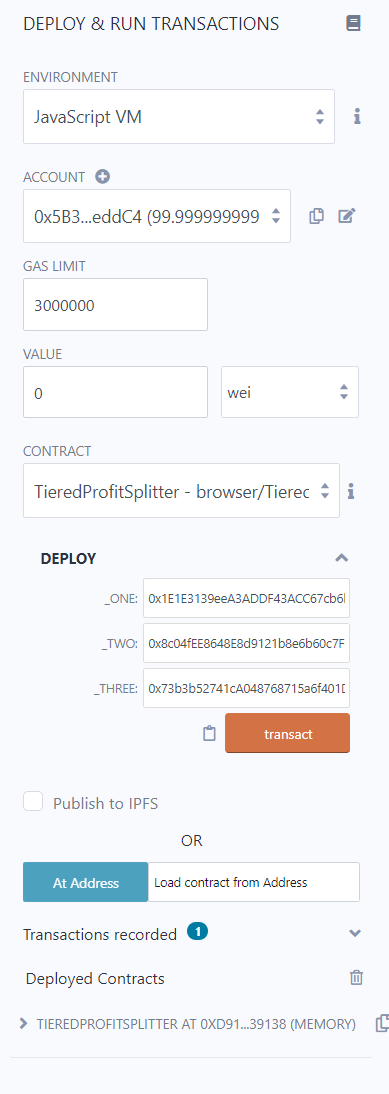 DEPLOY & RUN TRANSACTIONS
ENVIRONMENT
JavaScript VM
ACCOUNT
0x5B3...eddC4 (99.999999999
GAS LIMIT
3000000
VALUE
0 wei
CONTRACT
TieredProfitSplitter - browser/Tierec
DEPLOY
_ONE: 0x1E1E3139eeA3ADDF43ACC67cb6l
_TWO: 0x8c04fEE8648E8d9121b8e6b60c7F
_THREE: 0x73b3b52741cA048768715a6f401D
transact
Publish to IPFS
OR
At Address Load contract from Address
Transactions recorded 1
Deployed Contracts
TIEREDPROFITSPLITTER AT 0XD91...39138 (MEMORY)